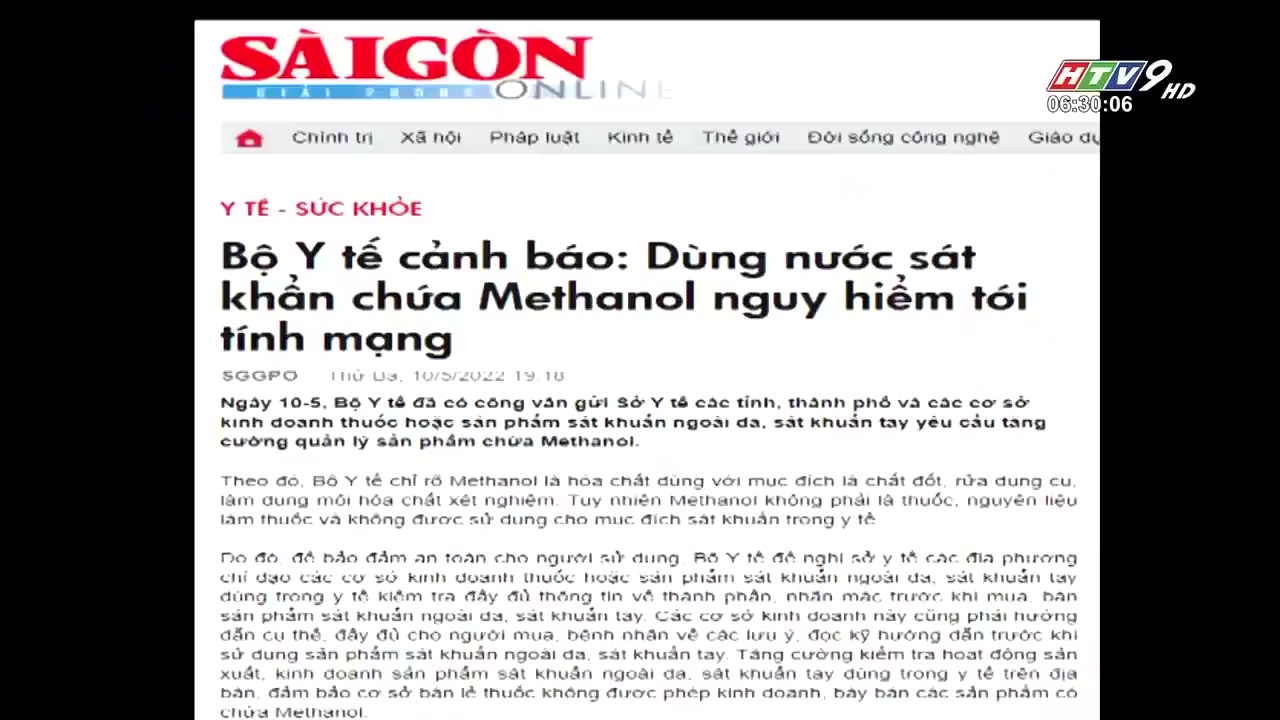 SÀIGÒN
GIẢI PHÓNG ONLINE
HTV9 HD
06:30:06
Chính trị Xã hội Pháp luật Kinh tế Thế giới Đời sống công nghệ Giáo dụ
Y TẾ - SỨC KHỎE
Bộ Y tế cảnh báo: Dùng nước sát
khẩn chứa Methanol nguy hiểm tới
tính mạng
SGGPO Thứ Ba, 10/5/2022 19:18
Ngày 10-5, Bộ Y tế đã có công văn gửi Sở Y tế các tỉnh, thành phố và các cơ sở
kinh doanh thuốc hoặc sản phẩm sát khuẩn ngoài da, sát khuẩn tay yêu cầu tăng
cường quản lý sản phẩm chứa Methanol.
Theo đó, Bộ Y tế chỉ rõ Methanol là hóa chất dùng với mục đích là chất đốt, rửa dụng cụ,
làm dung môi hóa chất xét nghiệm. Tuy nhiên Methanol không phải là thuốc, nguyên liệu
làm thuốc và không được sử dụng cho mục đích sát khuẩn trong y tế.
Do đó, để bảo đảm an toàn cho người sử dụng, Bộ Y tế đề nghị sở y tế các địa phương
chỉ đạo các cơ sở kinh doanh thuốc hoặc sản phẩm sát khuẩn ngoài da, sát khuẩn tay
dùng trong y tế kiểm tra đầy đủ thông tin về thành phần, nhãn mác trước khi mua, bán
sản phẩm sát khuẩn ngoài da, sát khuẩn tay. Các cơ sở kinh doanh này cũng phải hướng
dẫn cụ thể, đầy đủ cho người mua, bệnh nhân về các lưu ý, đọc kỹ hướng dẫn trước khi
sử dụng sản phẩm sát khuẩn ngoài da, sát khuẩn tay. Tăng cường kiểm tra hoạt động sản
xuất, kinh doanh sản phẩm sát khuẩn ngoài da, sát khuẩn tay dùng trong y tế trên địa
bàn, đảm bảo cơ sở bán lẻ thuốc không được phép kinh doanh, bày bán các sản phẩm có
chứa Methanol.